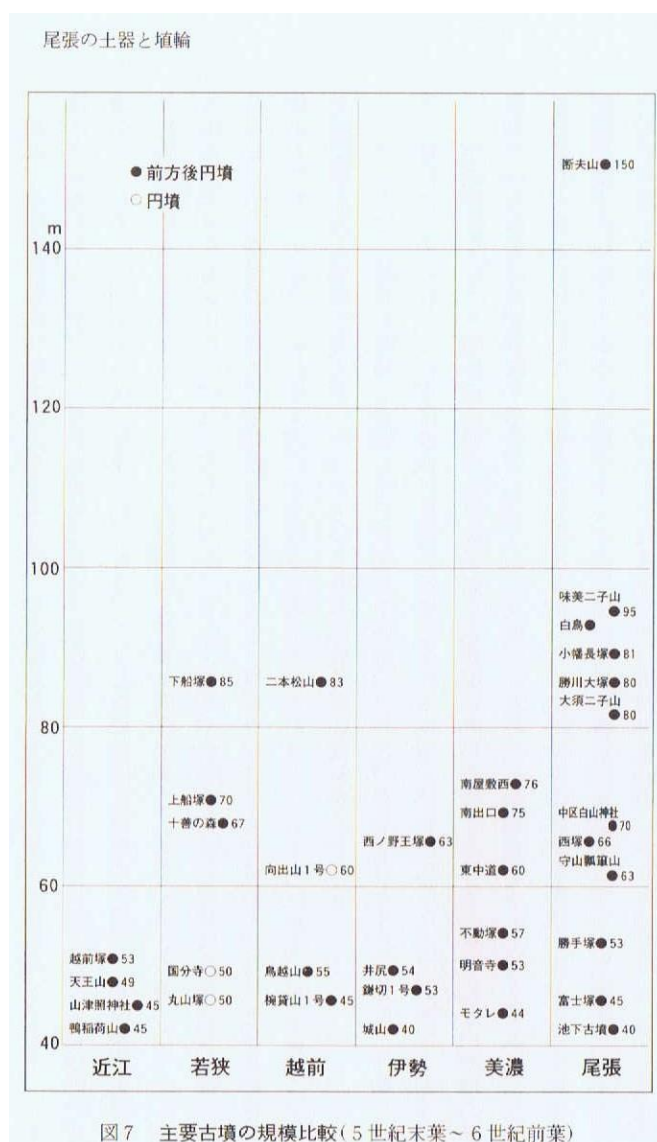 尾張の土器と埴輪
●前方後円墳
○円墳
m
140
120
100
80
60
40
越前塚●53
天王山●49
山津照神社●45
鴨稲荷山●45
下船塚●85
上船塚●70
十善の森●67
国分寺○50
丸山塚○50
二本松山●83
向出山1号○60
鳥越山●55
椀貸山1号●45
西ノ野王塚●63
井尻●54
鎌切1号●53
城山●40
南屋敷西●76
南出口●75
東中道●60
不動塚●57
明音寺●53
モタレ●44
断夫山●150
味美二子山
●95
白鳥●
小幡長塚●81
勝川大塚●80
大須二子山
●80
中区白山神社
●70
西塚●66
守山瓢箪山
●63
勝手塚●53
富士塚●45
池下古墳●40
近江
若狭
越前
伊勢
美濃
尾張
図7 主要古墳の規模比較(5世紀末葉~6世紀前葉)